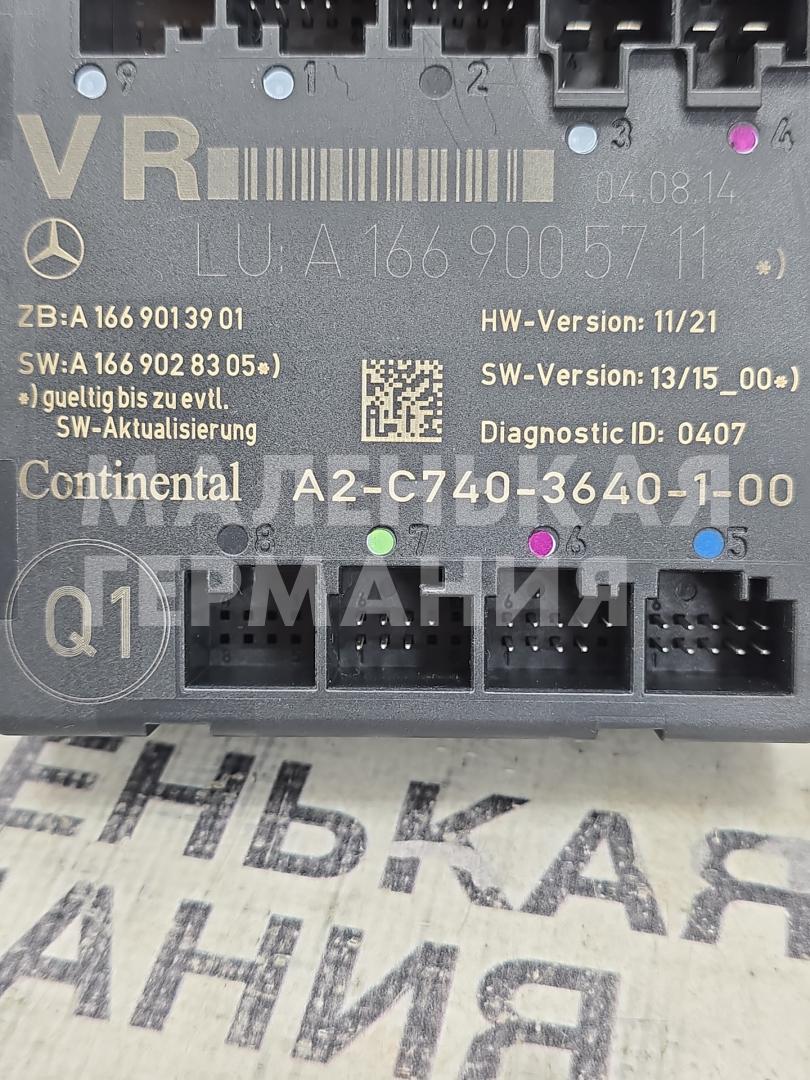 9 1 2
3 4
VR
04.08.14
LU: A 166 900 57 11 *)
ZB:A 166 901 39 01
HW-Version: 11/21
SW:A 166 902 83 05*)
SW-Version: 13/15_00*)
*) gueltig bis zu evtl.
SW-Aktualisierung
Diagnostic ID: 0407
Continental A2-C740-3640-1-00
МАЛЕНЬКАЯ
ГЕРМАНИЯ
8 7 6 5
Q1
ЕНЬКАЯ
МАНИЯ